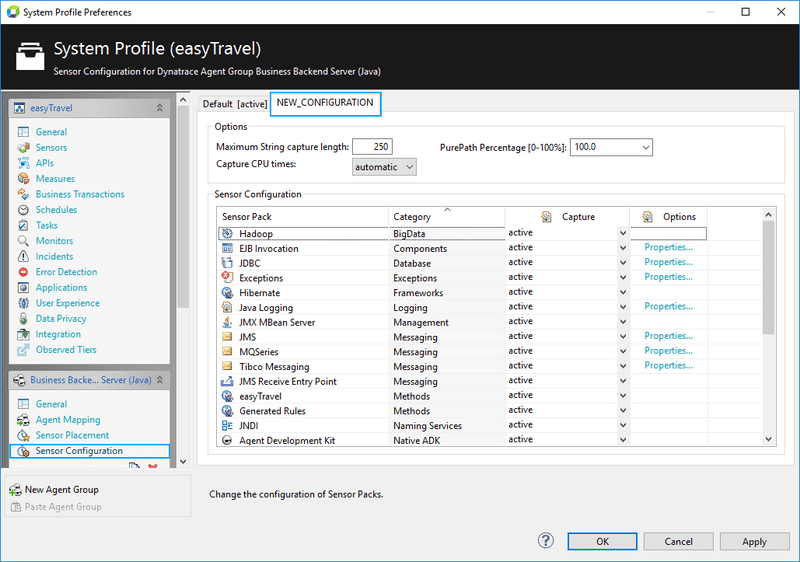 System Profile Preferences
System Profile (easyTravel)
Sensor Configuration for Dynatrace Agent Group Business Backend Server (Java)
easyTravel
General
Sensors
APIs
Measures
Business Transactions
Schedules
Tasks
Monitors
Incidents
Error Detection
Applications
User Experience
Data Privacy
Integration
Observed Tiers
Business Backe... Server (Java)
General
Agent Mapping
Sensor Placement
Sensor Configuration
New Agent Group
Paste Agent Group
Default [active] NEW_CONFIGURATION
Options
Maximum String capture length: 250 PurePath Percentage [0-100%]: 100.0
Capture CPU times: automatic
Sensor Configuration
Sensor Pack Category Capture Options
Hadoop BigData active
EJB Invocation Components active Properties...
JDBC Database active Properties...
Exceptions Exceptions active Properties...
Hibernate Frameworks active
Java Logging Logging active Properties...
JMX MBean Server Management active
JMS Messaging active Properties...
MQSeries Messaging active Properties...
Tibco Messaging Messaging active Properties...
JMS Receive Entry Point Messaging active
easyTravel Methods active
Generated Rules Methods active
JNDI Naming Services active
Agent Development Kit Native ADK active
Change the configuration of Sensor Packs.
OK Cancel Apply